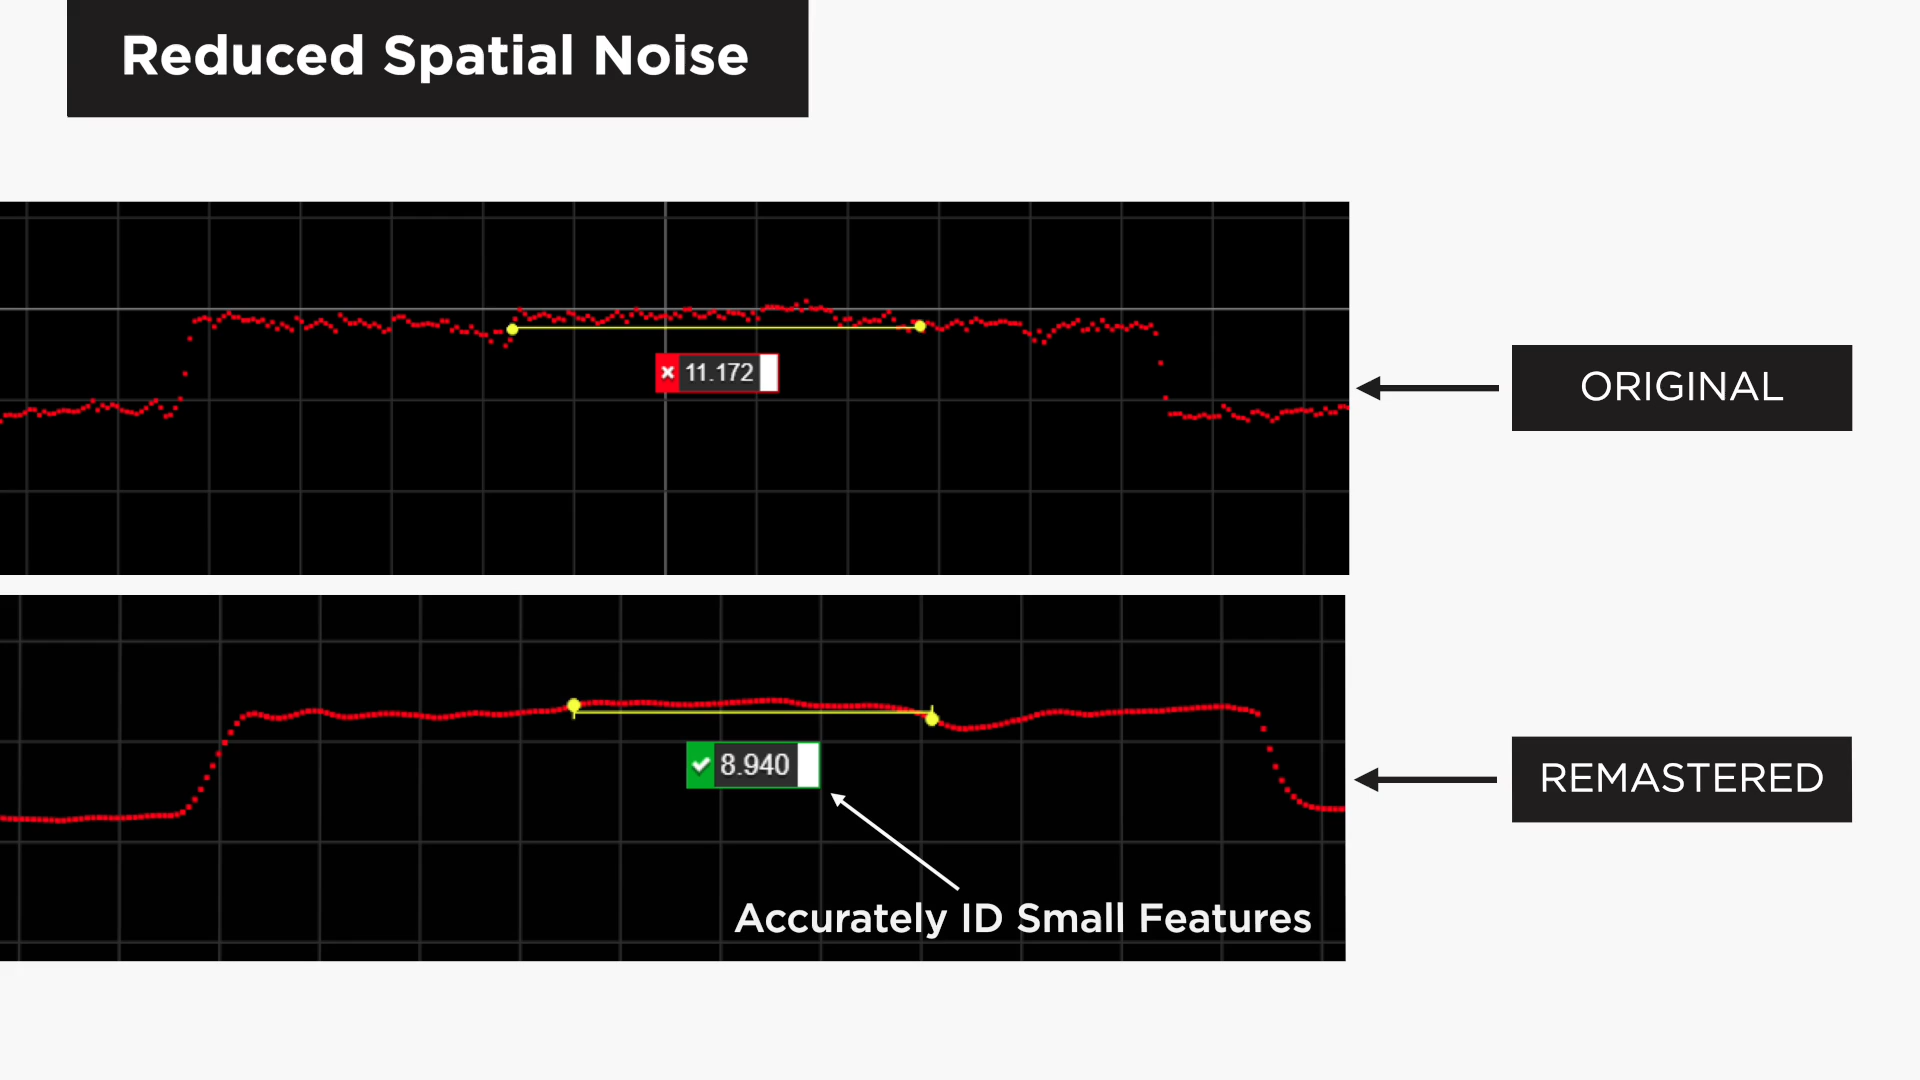 Reduced Spatial Noise
11.172
ORIGINAL
8.940
REMASTERED
Accurately ID Small Features